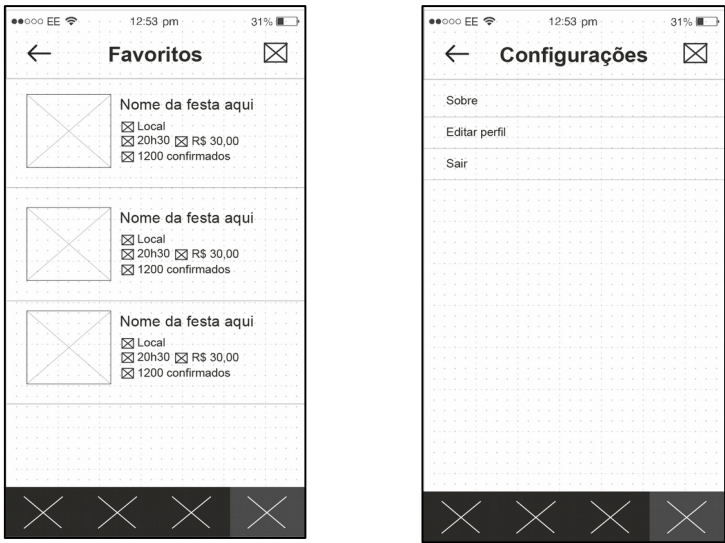 ●●○○○ EE 12:53 pm 31%
Favoritos
Nome da festa aqui
Local
20h30 R$ 30,00
1200 confirmados
Nome da festa aqui
Local
20h30 R$ 30,00
1200 confirmados
Nome da festa aqui
Local
20h30 R$ 30,00
1200 confirmados
●●○○○ EE 12:53 pm 31%
Configurações
Sobre
Editar perfil
Sair